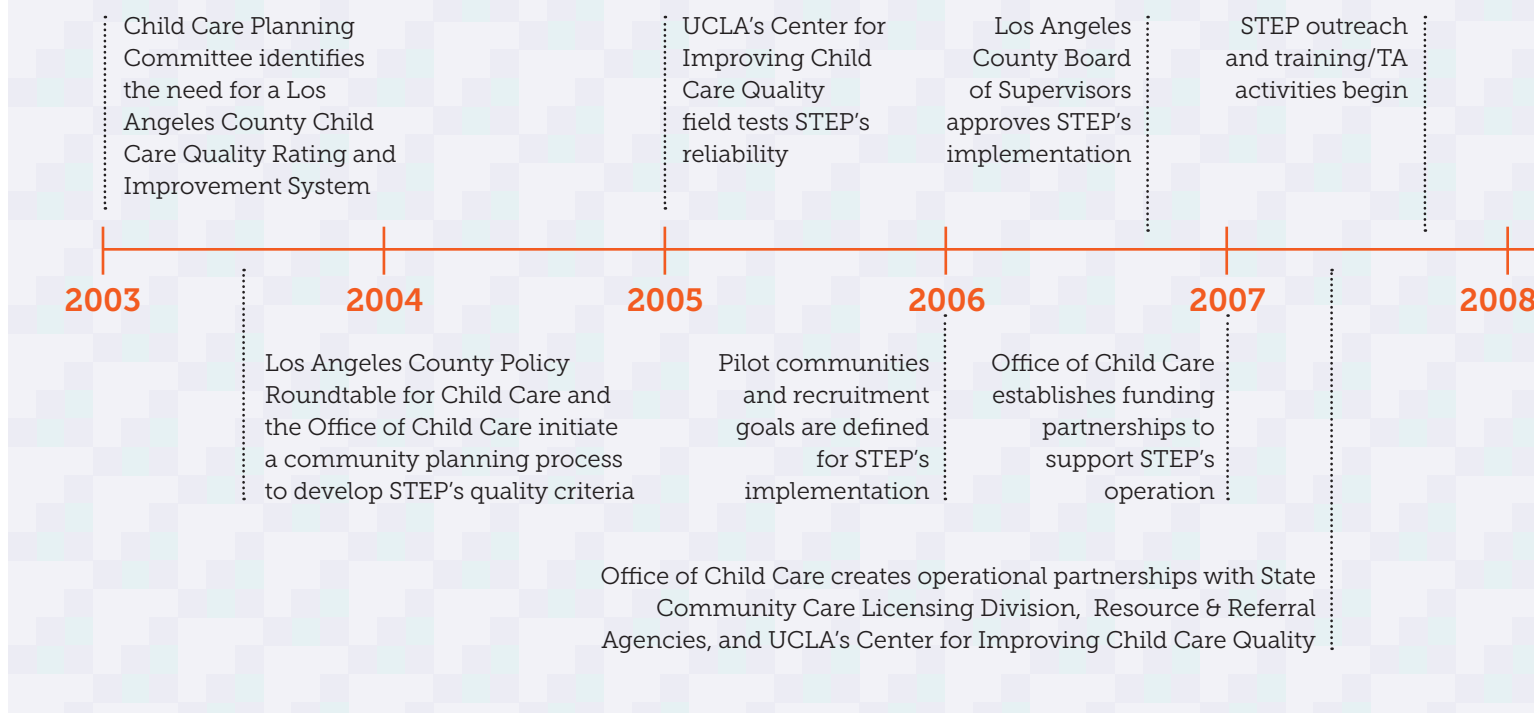 Child Care Planning
Committee identifies
the need for a Los
Angeles County Child
Care Quality Rating and
Improvement System
UCLA's Center for
Improving Child
Care Quality
field tests STEP's
reliability
Los Angeles
County Board
of Supervisors
approves STEP's
implementation
STEP outreach
and training/TA
activities begin
2003
2004
2005
2006
2007
2008
Los Angeles County Policy
Roundtable for Child Care and
the Office of Child Care initiate
a community planning process
to develop STEP's quality criteria
Pilot communities
and recruitment
goals are defined
for STEP's
implementation
Office of Child Care
establishes funding
partnerships to
support STEP's
operation
Office of Child Care creates operational partnerships with State
Community Care Licensing Division, Resource & Referral
Agencies, and UCLA's Center for Improving Child Care Quality